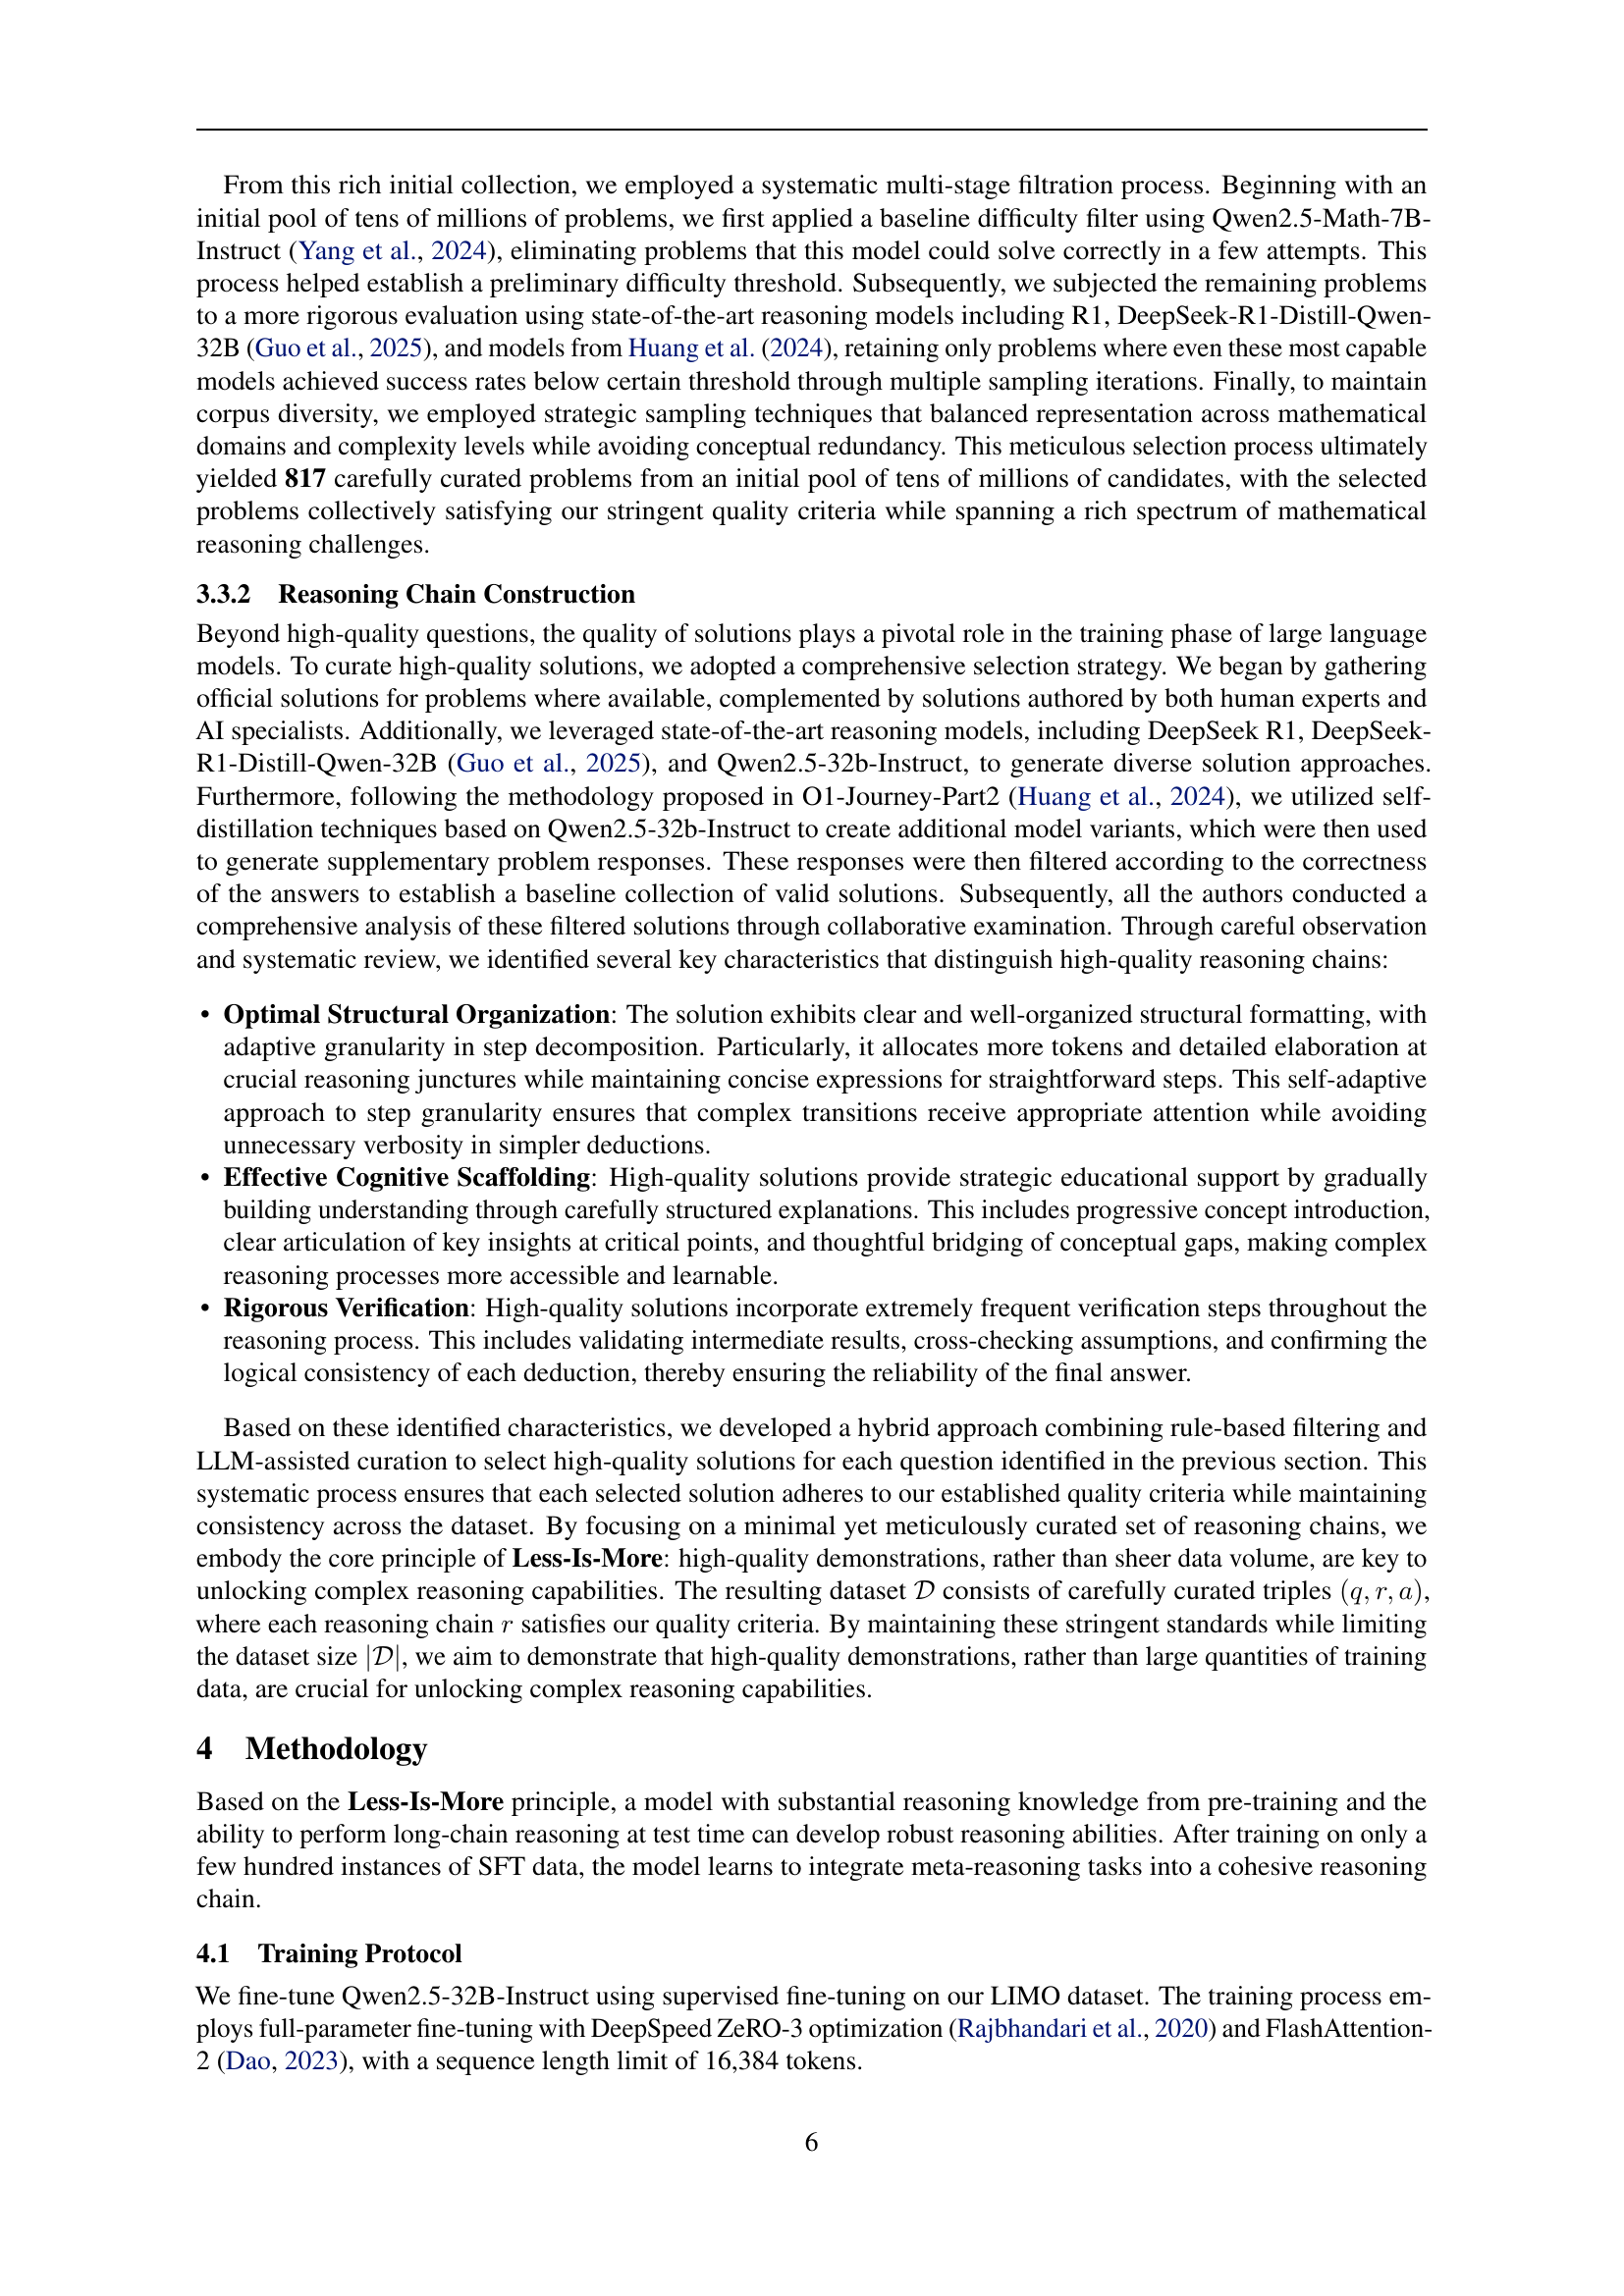 From this rich initial collection, we employed a systematic multi-stage filtration process. Beginning with an
initial pool of tens of millions of problems, we first applied a baseline difficulty filter using Qwen2.5-Math-7B-
Instruct (Yang et al., 2024), eliminating problems that this model could solve correctly in a few attempts. This
process helped establish a preliminary difficulty threshold. Subsequently, we subjected the remaining problems
to a more rigorous evaluation using state-of-the-art reasoning models including R1, DeepSeek-R1-Distill-Qwen-
32B (Guo et al., 2025), and models from Huang et al. (2024), retaining only problems where even these most capable
models achieved success rates below certain threshold through multiple sampling iterations. Finally, to maintain
corpus diversity, we employed strategic sampling techniques that balanced representation across mathematical
domains and complexity levels while avoiding conceptual redundancy. This meticulous selection process ultimately
yielded 817 carefully curated problems from an initial pool of tens of millions of candidates, with the selected
problems collectively satisfying our stringent quality criteria while spanning a rich spectrum of mathematical
reasoning challenges.
3.3.2 Reasoning Chain Construction
Beyond high-quality questions, the quality of solutions plays a pivotal role in the training phase of large language
models. To curate high-quality solutions, we adopted a comprehensive selection strategy. We began by gathering
official solutions for problems where available, complemented by solutions authored by both human experts and
AI specialists. Additionally, we leveraged state-of-the-art reasoning models, including DeepSeek R1, DeepSeek-
R1-Distill-Qwen-32B (Guo et al., 2025), and Qwen2.5-32b-Instruct, to generate diverse solution approaches.
Furthermore, following the methodology proposed in O1-Journey-Part2 (Huang et al., 2024), we utilized self-
distillation techniques based on Qwen2.5-32b-Instruct to create additional model variants, which were then used
to generate supplementary problem responses. These responses were then filtered according to the correctness
of the answers to establish a baseline collection of valid solutions. Subsequently, all the authors conducted a
comprehensive analysis of these filtered solutions through collaborative examination. Through careful observation
and systematic review, we identified several key characteristics that distinguish high-quality reasoning chains:
• Optimal Structural Organization: The solution exhibits clear and well-organized structural formatting, with
adaptive granularity in step decomposition. Particularly, it allocates more tokens and detailed elaboration at
crucial reasoning junctures while maintaining concise expressions for straightforward steps. This self-adaptive
approach to step granularity ensures that complex transitions receive appropriate attention while avoiding
unnecessary verbosity in simpler deductions.
• Effective Cognitive Scaffolding: High-quality solutions provide strategic educational support by gradually
building understanding through carefully structured explanations. This includes progressive concept introduction,
clear articulation of key insights at critical points, and thoughtful bridging of conceptual gaps, making complex
reasoning processes more accessible and learnable.
• Rigorous Verification: High-quality solutions incorporate extremely frequent verification steps throughout the
reasoning process. This includes validating intermediate results, cross-checking assumptions, and confirming the
logical consistency of each deduction, thereby ensuring the reliability of the final answer.
Based on these identified characteristics, we developed a hybrid approach combining rule-based filtering and
LLM-assisted curation to select high-quality solutions for each question identified in the previous section. This
systematic process ensures that each selected solution adheres to our established quality criteria while maintaining
consistency across the dataset. By focusing on a minimal yet meticulously curated set of reasoning chains, we
embody the core principle of Less-Is-More: high-quality demonstrations, rather than sheer data volume, are key to
unlocking complex reasoning capabilities. The resulting dataset 𝒟 consists of carefully curated triples (q, r, a),
where each reasoning chain r satisfies our quality criteria. By maintaining these stringent standards while limiting
the dataset size |𝒟|, we aim to demonstrate that high-quality demonstrations, rather than large quantities of training
data, are crucial for unlocking complex reasoning capabilities.
4 Methodology
Based on the Less-Is-More principle, a model with substantial reasoning knowledge from pre-training and the
ability to perform long-chain reasoning at test time can develop robust reasoning abilities. After training on only a
few hundred instances of SFT data, the model learns to integrate meta-reasoning tasks into a cohesive reasoning
chain.
4.1 Training Protocol
We fine-tune Qwen2.5-32B-Instruct using supervised fine-tuning on our LIMO dataset. The training process em-
ploys full-parameter fine-tuning with DeepSpeed ZeRO-3 optimization (Rajbhandari et al., 2020) and FlashAttention-
2 (Dao, 2023), with a sequence length limit of 16,384 tokens.
6